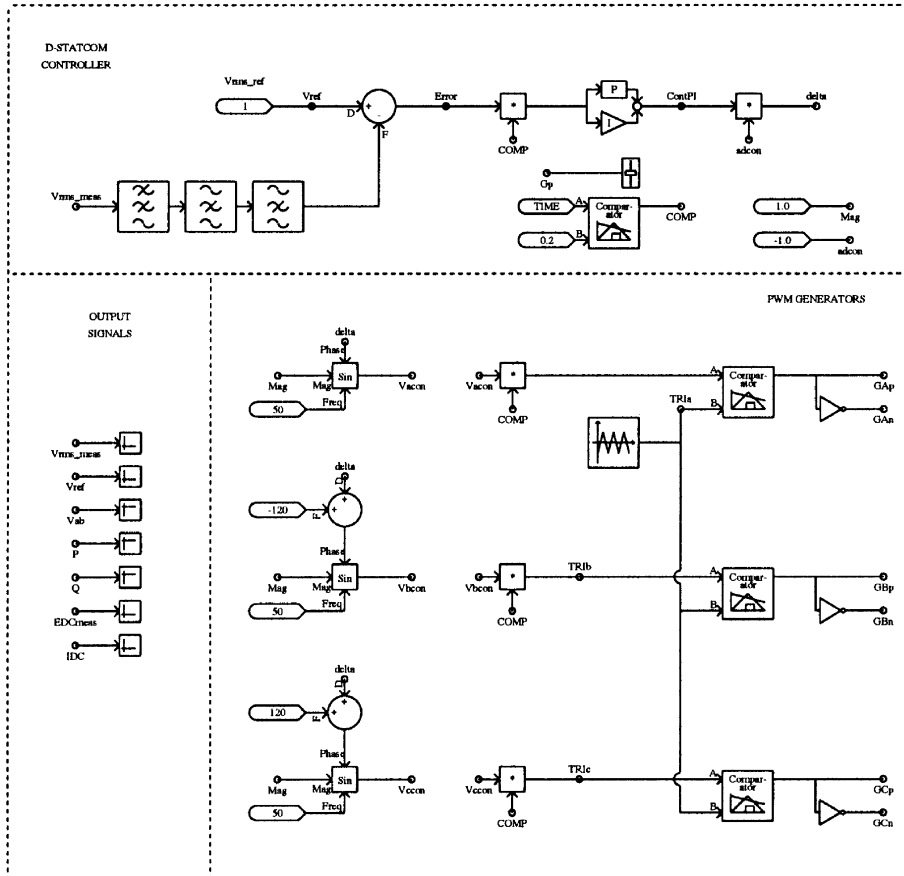 D-STATCOM
CONTROLLER
Vrms_ref
1
Vref
D
+
-
F
Error
*
COMP
P
I
ContPI
*
adcon
delta
Vrms_meas
Gp
TIME
A
0.2
B
Compar-
ator
COMP
1.0
Mag
-1.0
adcon
OUTPUT
SIGNALS
Vrms_meas
Vref
Vab
P
Q
EDCmeas
IDC
PWM GENERATORS
delta
Phase
Mag
Mag
Sin
Vacon
50
Freq
Vacon
*
COMP
TRIa
A
B
Compar-
ator
GAp
GAn
delta
D
-120
F
+
+
Phase
Mag
Mag
Sin
Vbcon
50
Freq
Vbcon
*
COMP
TRIb
A
B
Compar-
ator
GBp
GBn
delta
D
120
F
+
+
Phase
Mag
Mag
Sin
Vccon
50
Freq
Vccon
*
COMP
TRIc
A
B
Compar-
ator
GCp
GCn